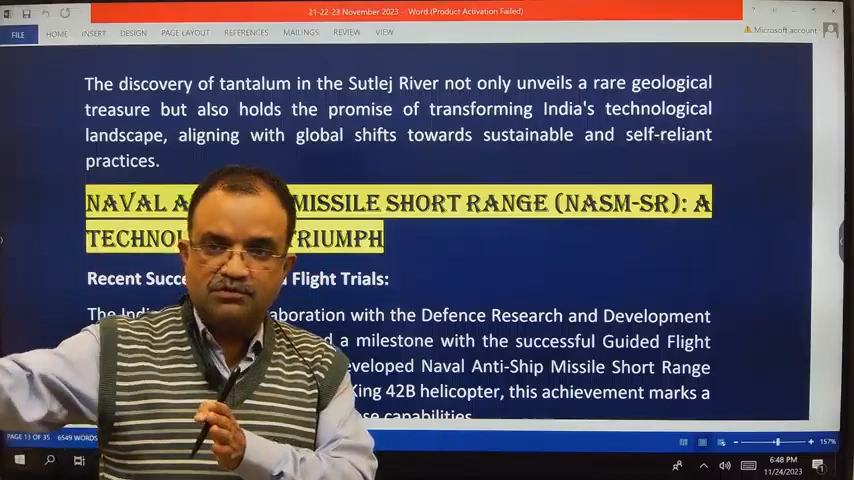 21-22-23 November 2023 - Word (Product Activation Failed)
FILE HOME INSERT DESIGN PAGE LAYOUT REFERENCES MAILINGS REVIEW VIEW Microsoft account
The discovery of tantalum in the Sutlej River not only unveils a rare geological
treasure but also holds the promise of transforming India's technological
landscape, aligning with global shifts towards sustainable and self-reliant
practices.
NAVAL A MISSILE SHORT RANGE (NASM-SR): A
TECHNOL TRIUMPH
Recent Succe Flight Trials:
The Ind aboration with the Defence Research and Development
d a milestone with the successful Guided Flight
eveloped Naval Anti-Ship Missile Short Range
King 42B helicopter, this achievement marks a
se capabilities
PAGE 13 OF 35 6549 WORDS 157%
6:48 PM
11/24/2023